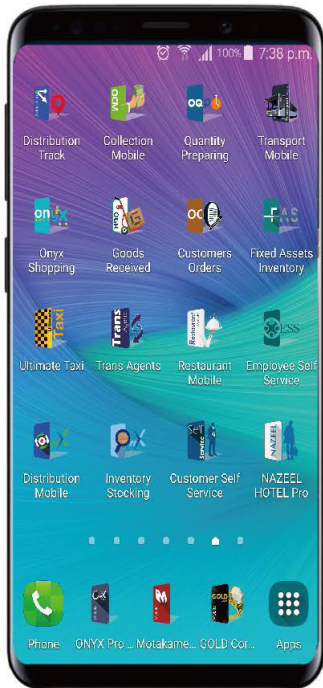 100% 7:38 p.m.
Distribution Track
Collection Mobile
Quantity Preparing
Transport Mobile
Onyx Shopping
Goods Received
Customers Orders
Fixed Assets Inventory
Ultimate Taxi
Trans Agents
Restaurant Mobile
Employee Self Service
Distribution Mobile
Inventory Stocking
Customer Self Service
NAZEEL HOTEL Pro
Phone
ONYX Pro ...
Motakame...
GOLD Cor...
Apps